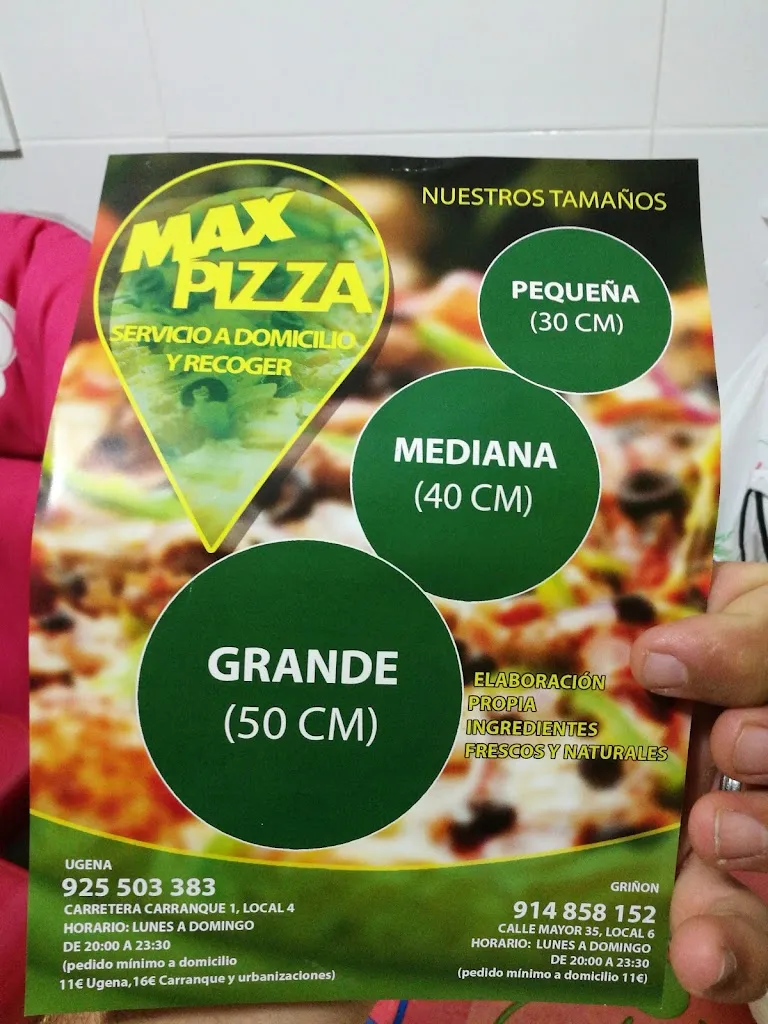 MAX
PIZZA
SERVICIO A DOMICILIO
Y RECOGER
NUESTROS TAMAÑOS
PEQUEÑA
(30 CM)
MEDIANA
(40 CM)
GRANDE
(50 CM)
ELABORACIÓN
PROPIA
INGREDIENTES
FRESCOS Y NATURALES
UGENA
925 503 383
CARRETERA CARRANQUE 1, LOCAL 4
HORARIO: LUNES A DOMINGO
DE 20:00 A 23:30
(pedido mínimo a domicilio
11€ Ugena,16€ Carranque y urbanizaciones)
GRIÑON
914 858 152
CALLE MAYOR 35, LOCAL 6
HORARIO: LUNES A DOMINGO
DE 20:00 A 23:30
(pedido mínimo a domicilio 11€)